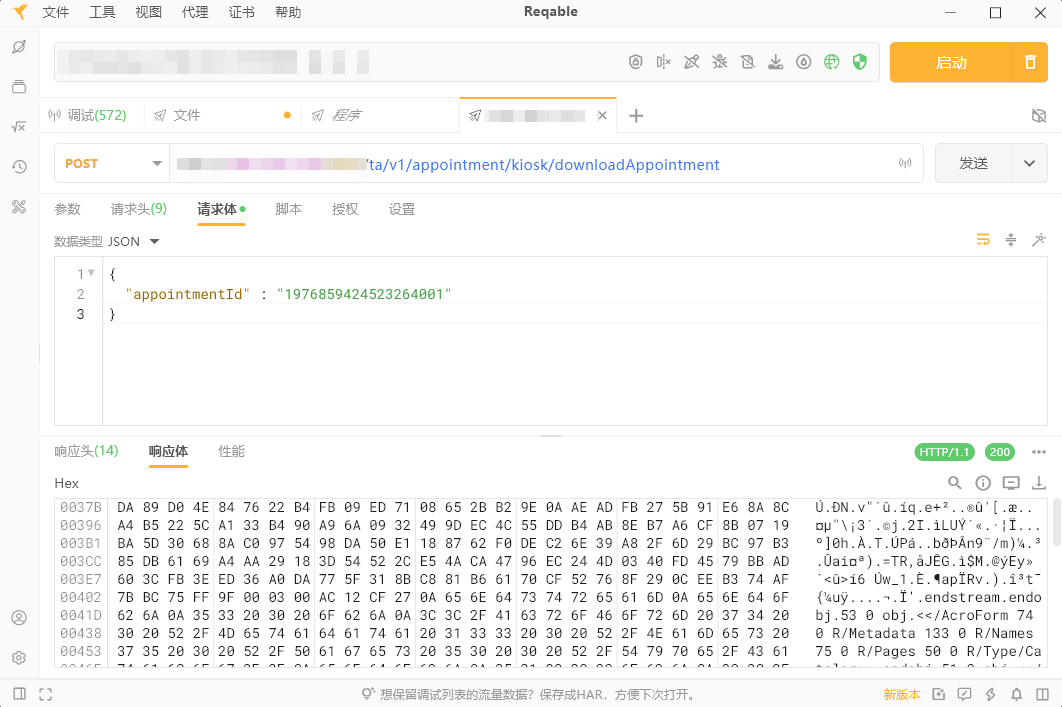 文件 工具 视图 代理 证书 帮助 Reqable
启动
调试(572) 文件 程序
POST /ta/v1/appointment/kiosk/downloadAppointment 发送
参数 请求头(9) 请求体 脚本 授权 设置
数据类型 JSON
1 {
2 "appointmentId" : "1976859424523264001"
3 }
响应头(14) 响应体 性能 HTTP/1.1 200
Hex
0037B DA 89 D0 4E 84 76 22 B4 FB 09 ED 71 08 65 2B B2 9E 0A AE AD FB 27 5B 91 E6 8A 8C Ú.ÐN.v"´û.íq.e+²..®­û'[.æ..
00396 A4 B5 22 5C A1 33 B4 90 A9 6A 09 32 49 9D EC 4C 55 DD B4 AB 8E B7 A6 CF 8B 07 19 ¤µ"\¡3´.©j.2I.ìLUÝ´«.·¦Ï...
003B1 BA 5D 30 68 8A C0 97 54 98 DA 50 E1 18 87 62 F0 DE C2 6E 39 A8 2F 6D 29 BC 97 B3 º]0h.À.T.ÚPá..bðÞÂn9¨/m)¼.³
003CC 85 DB 61 69 A4 AA 29 18 3D 54 52 2C E5 4A CA 47 96 EC 24 4D 03 40 FD 45 79 BB AD .Ûai¤ª).=TR,åJÊG.ì$M.@ýEy»
003E7 60 3C FB 3E ED 36 A0 DA 77 5F 31 8B C8 81 B6 61 70 CF 52 76 8F 29 0C EE B3 74 AF `<û>í6 Úw_1.È.¶apÏRv.).î³t¯
00402 7B BC 75 FF 9F 00 03 00 AC 12 CF 27 0A 65 6E 64 73 74 72 65 61 6D 0A 65 6E 64 6F {¼uÿ....¬.Ï'.endstream.endo
0041D 62 6A 0A 35 33 20 30 20 6F 62 6A 0A 3C 3C 2F 41 63 72 6F 46 6F 72 6D 20 37 34 20 bj.53 0 obj.<</AcroForm 74
00438 30 20 52 2F 4D 65 74 61 64 61 74 61 20 31 33 33 20 30 20 52 2F 4E 61 6D 65 73 20 0 R/Metadata 133 0 R/Names
00453 37 35 20 30 20 52 2F 50 61 67 65 73 20 35 30 20 30 20 52 2F 54 79 70 65 2F 43 61 75 0 R/Pages 50 0 R/Type/Ca
想保留调试列表的流量数据？保存成HAR，方便下次打开。 新版本